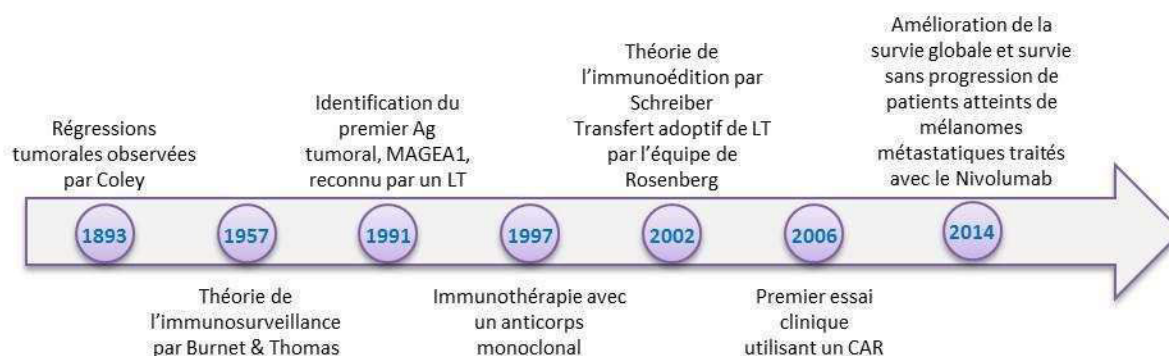 Régressions
tumorales observées
par Coley
Identification du
premier Ag
tumoral, MAGEA1,
reconnu par un LT
Théorie de
l'immunoédition par
Schreiber
Transfert adoptif de LT
par l'équipe de
Rosenberg
Amélioration de la
survie globale et survie
sans progression de
patients atteints de
mélanomes
métastatiques traités
avec le Nivolumab
1893
1957
1991
1997
2002
2006
2014
Théorie de
l'immunosurveillance
par Burnet & Thomas
Immunothérapie avec
un anticorps
monoclonal
Premier essai
clinique
utilisant un CAR